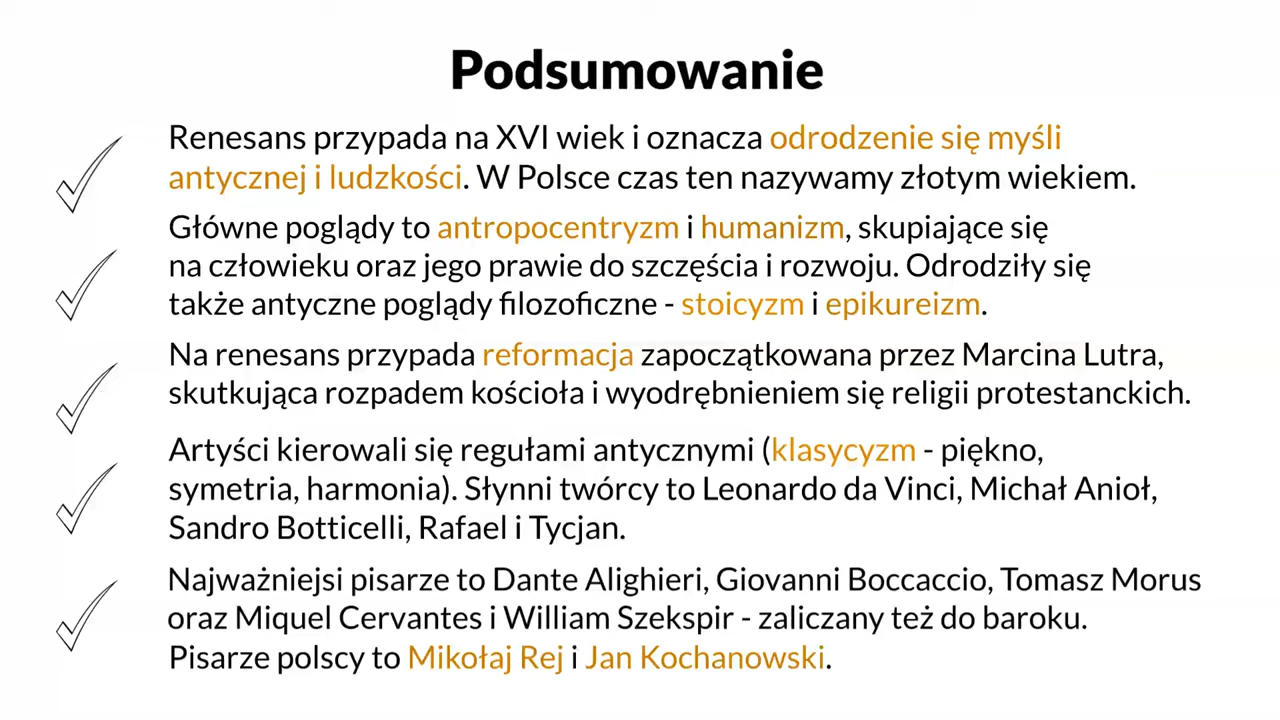 Podsumowanie
Renesans przypada na XVI wiek i oznacza odrodzenie się myśli
antycznej i ludzkości. W Polsce czas ten nazywamy złotym wiekiem.
Główne poglądy to antropocentryzm i humanizm, skupiające się
na człowieku oraz jego prawie do szczęścia i rozwoju. Odrodziły się
także antyczne poglądy filozoficzne - stoicyzm i epikureizm.
Na renesans przypada reformacja zapoczątkowana przez Marcina Lutra,
skutkująca rozpadem kościoła i wyodrębnieniem się religii protestanckich.
Artyści kierowali się regułami antycznymi (klasycyzm - piękno,
symetria, harmonia). Słynni twórcy to Leonardo da Vinci, Michał Anioł,
Sandro Botticelli, Rafael i Tycjan.
Najważniejsi pisarze to Dante Alighieri, Giovanni Boccaccio, Tomasz Morus
oraz Miquel Cervantes i William Szekspir - zaliczany też do baroku.
Pisarze polscy to Mikołaj Rej i Jan Kochanowski.